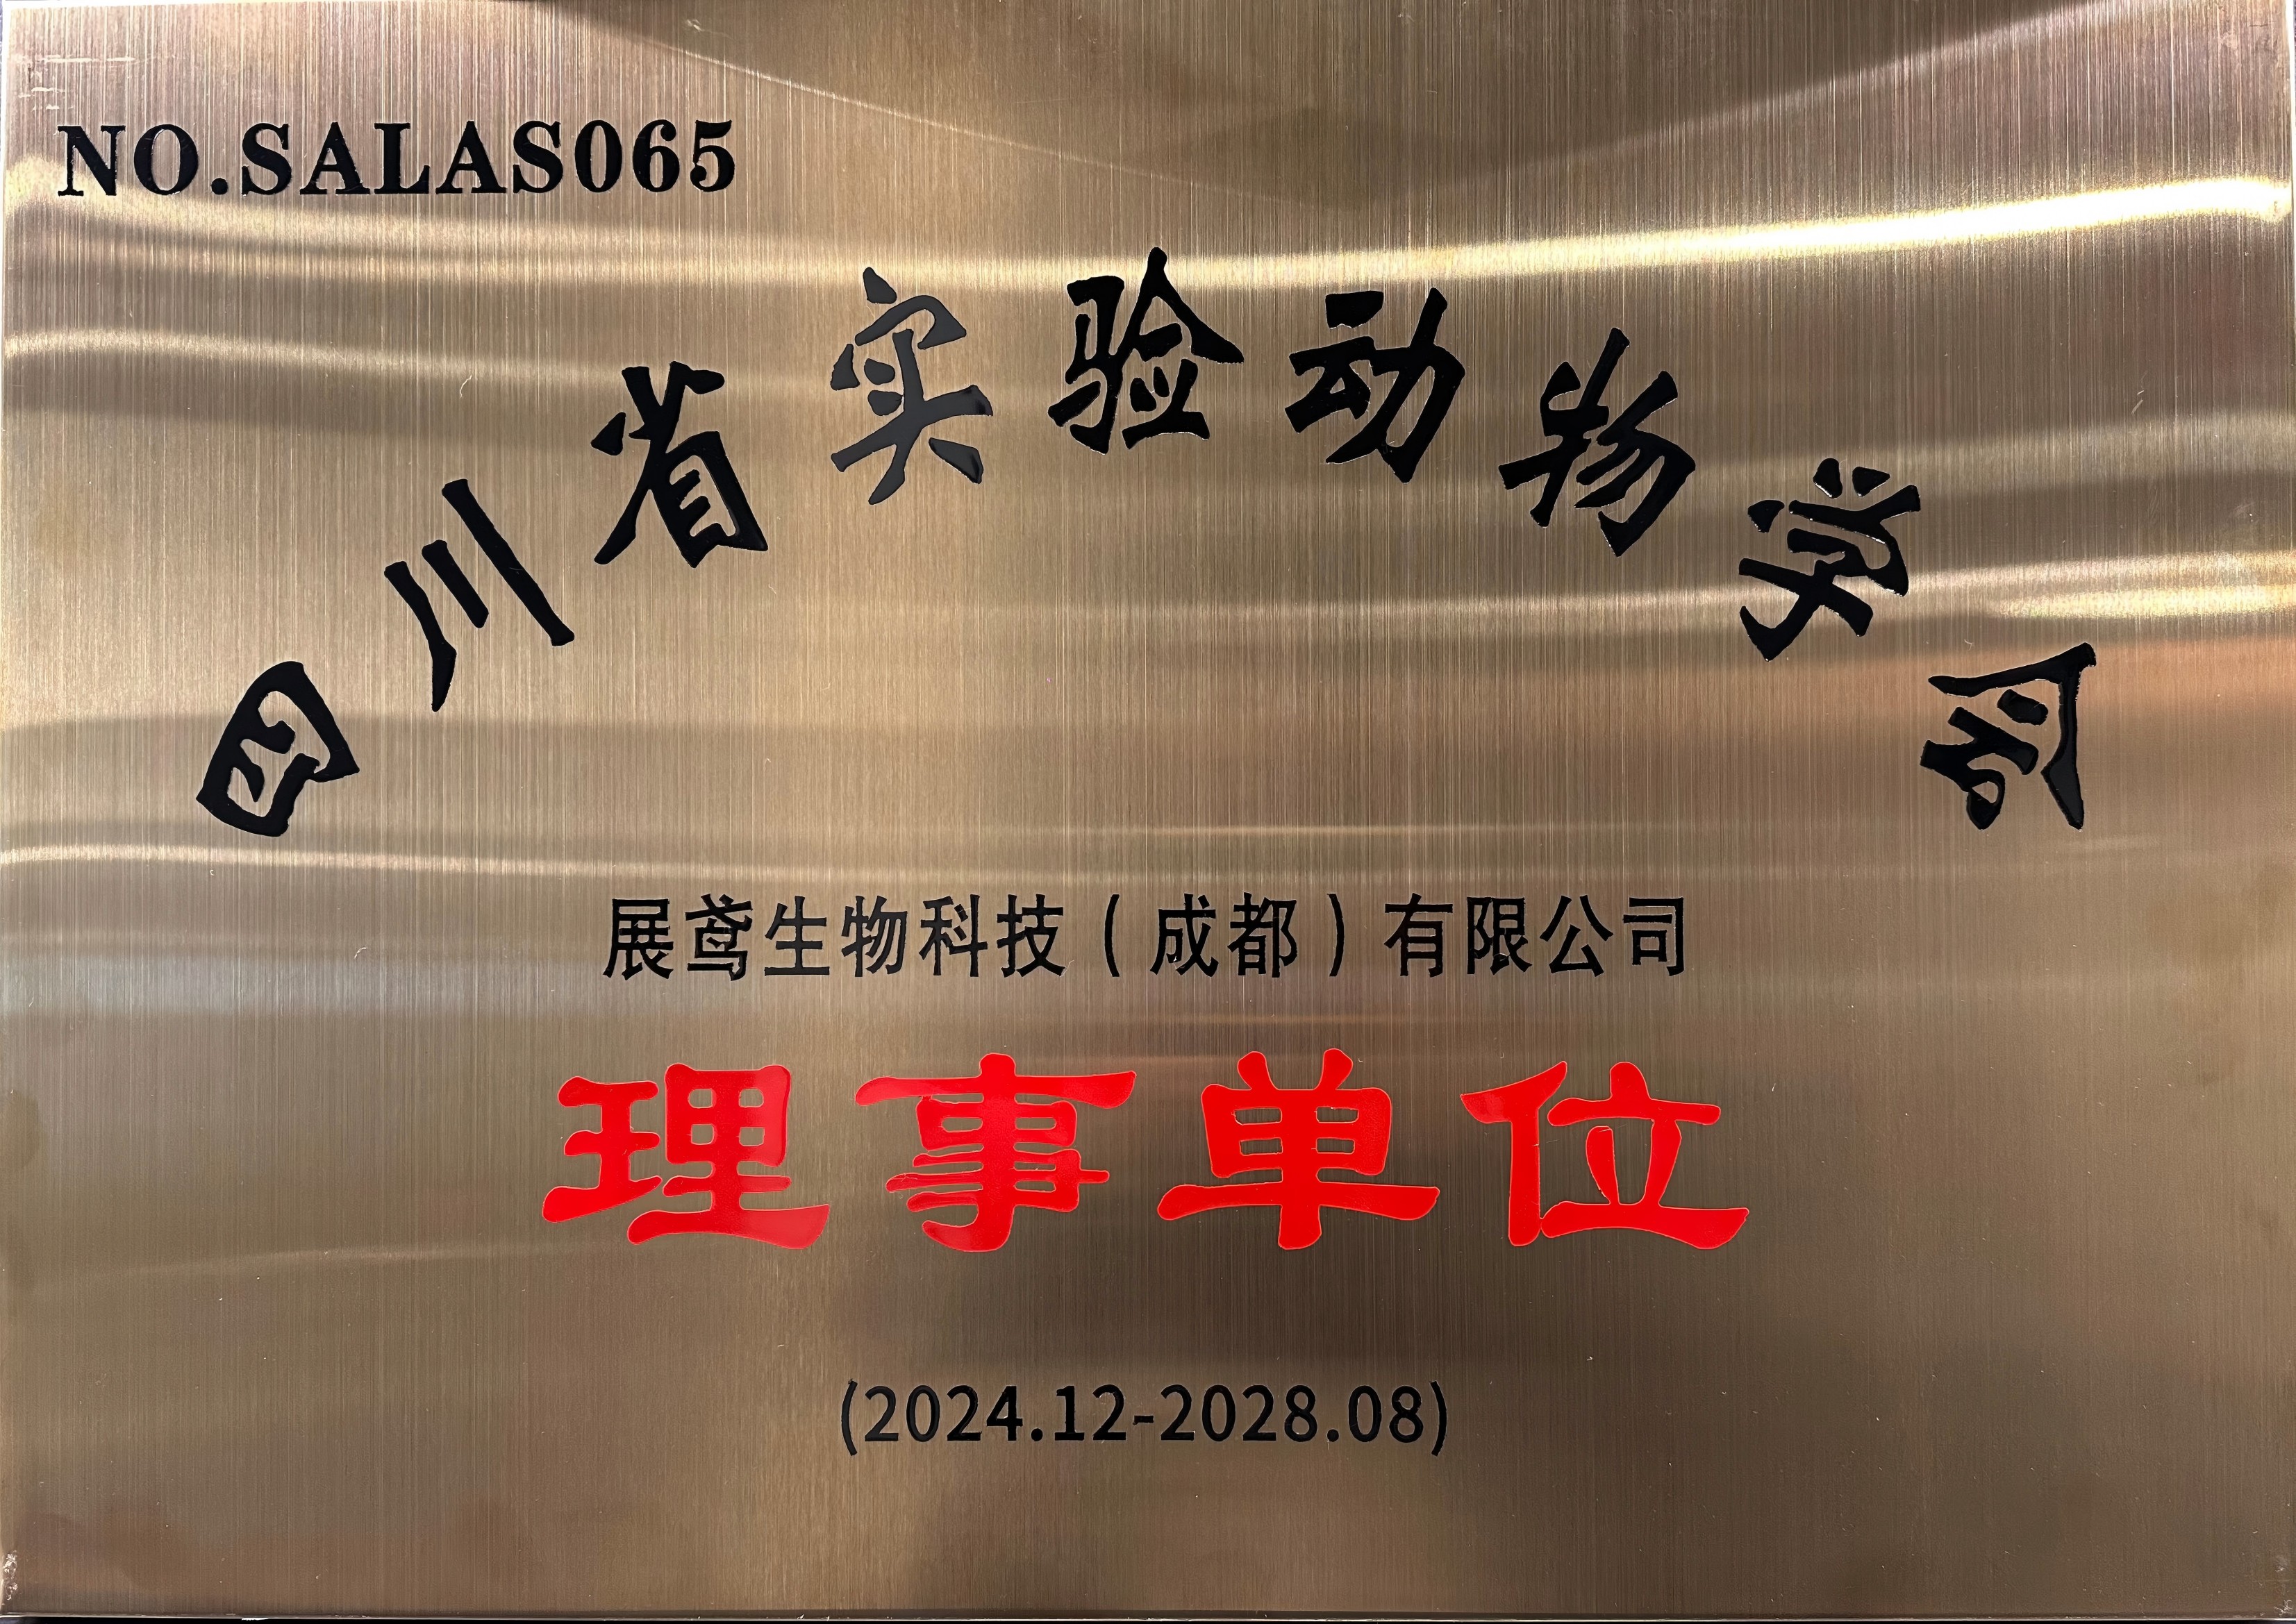 NO.SALAS065
四川省实验动物学会
展鸢生物科技（成都）有限公司
理事单位
(2024.12-2028.08)